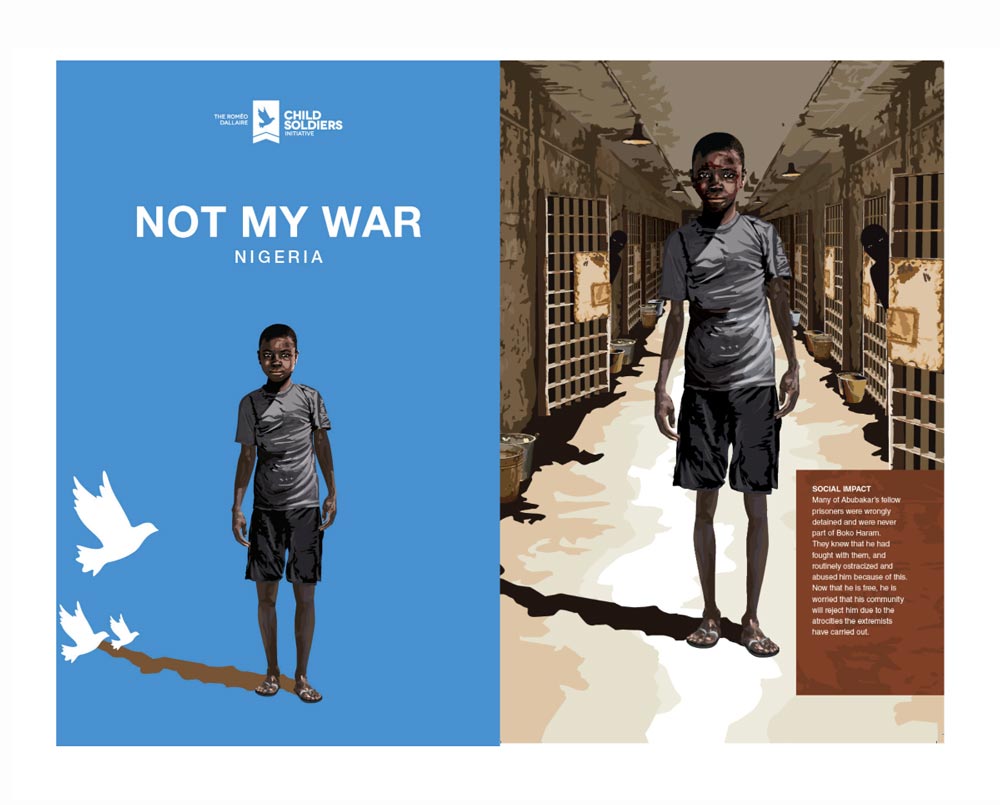 THE ROMÉO
DALLAIRE
CHILD
SOLDIERS
INITIATIVE
NOT MY WAR
NIGERIA
SOCIAL IMPACT
Many of Abubakar's fellow
prisoners were wrongly
detained and were never
part of Boko Haram.
They knew that he had
fought with them, and
routinely ostracized and
abused him because of this.
Now that he is free, he is
worried that his community
will reject him due to the
atrocities the extremists
have carried out.